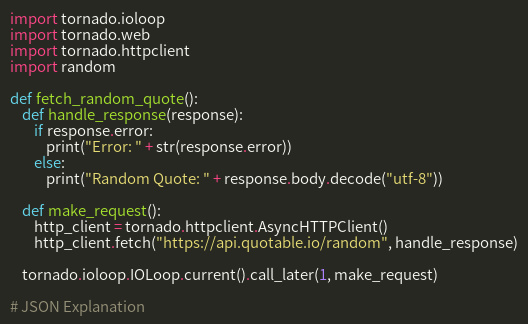 import tornado.ioloop
import tornado.web
import tornado.httpclient
import random
def fetch_random_quote():
    def handle_response(response):
        if response.error:
            print("Error: " + str(response.error))
        else:
            print("Random Quote: " + response.body.decode("utf-8"))
    def make_request():
        http_client = tornado.httpclient.AsyncHTTPClient()
        http_client.fetch("https://api.quotable.io/random", handle_response)
    tornado.ioloop.IOLoop.current().call_later(1, make_request)
# JSON Explanation